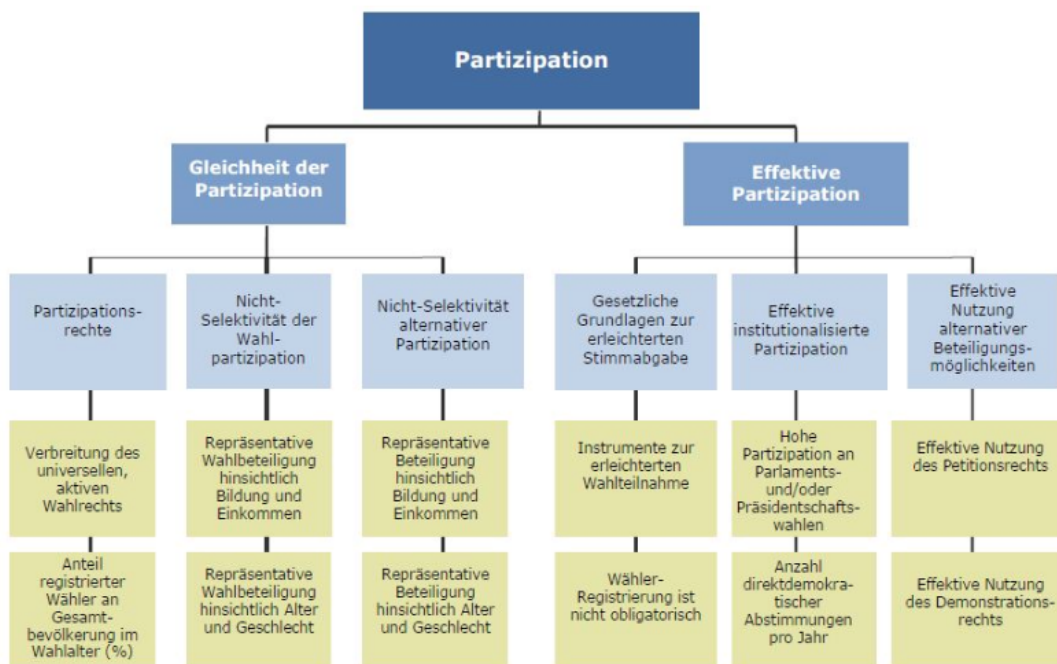 Partizipation
Gleichheit der
Partizipation
Effektive
Partizipation
Partizipations-
rechte
Nicht-
Selektivität der
Wahl-
partizipation
Nicht-Selektivität
alternativer
Partizipation
Gesetzliche
Grundlagen zur
erleichterten
Stimmabgabe
Effektive
institutionalisierte
Partizipation
Effektive
Nutzung
alternativer
Beteiligungs-
möglichkeiten
Verbreitung des
universellen,
aktiven
Wahlrechts
Repräsentative
Wahlbeteiligung
hinsichtlich
Bildung und
Einkommen
Repräsentative
Beteiligung
hinsichtlich
Bildung und
Einkommen
Instrumente zur
erleichterten
Wahlteilnahme
Hohe
Partizipation an
Parlaments-
und/oder
Präsidentschafts-
wahlen
Effektive Nutzung
des Petitionsrechts
Anteil
registrierter
Wähler an
Gesamt-
bevölkerung im
Wahlalter (%)
Repräsentative
Wahlbeteiligung
hinsichtlich Alter
und Geschlecht
Repräsentative
Beteiligung
hinsichtlich Alter
und Geschlecht
Wähler-
Registrierung ist
nicht obligatorisch
Anzahl
direktdemokra-
tischer
Abstimmungen
pro Jahr
Effektive Nutzung
des Demonstrations-
rechts